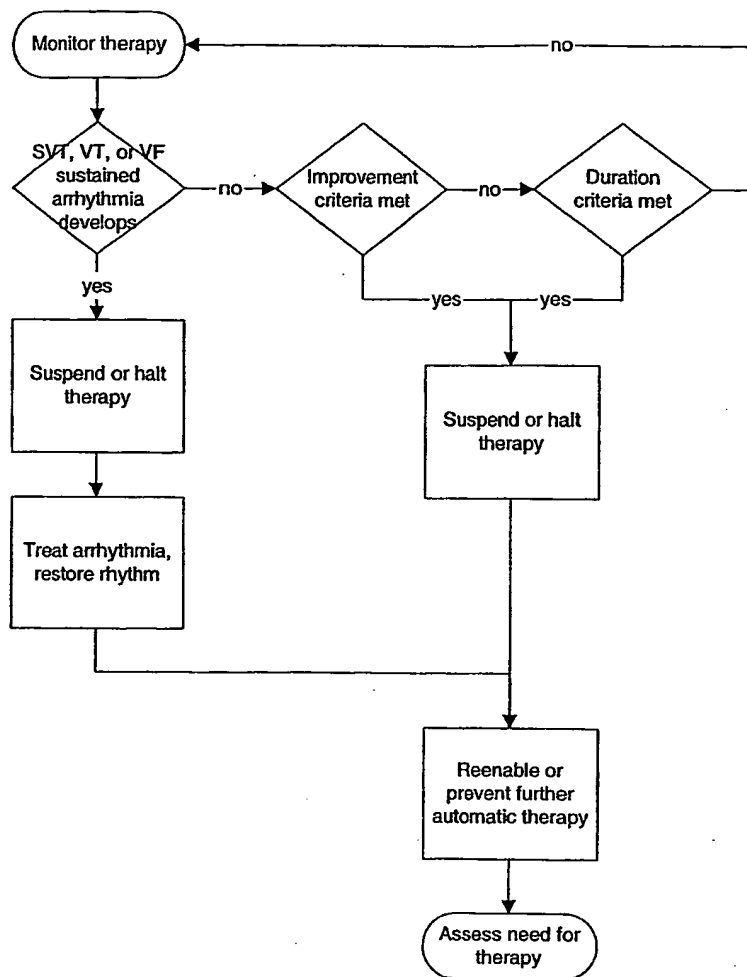 Monitor therapy
no
SVT, VT, or VF
sustained
arrhythmia
develops
no
Improvement
criteria met
no
Duration
criteria met
yes
yes
yes
Suspend or halt
therapy
Suspend or halt
therapy
Treat arrhythmia,
restore rhythm
Reenable or
prevent further
automatic therapy
Assess need for
therapy